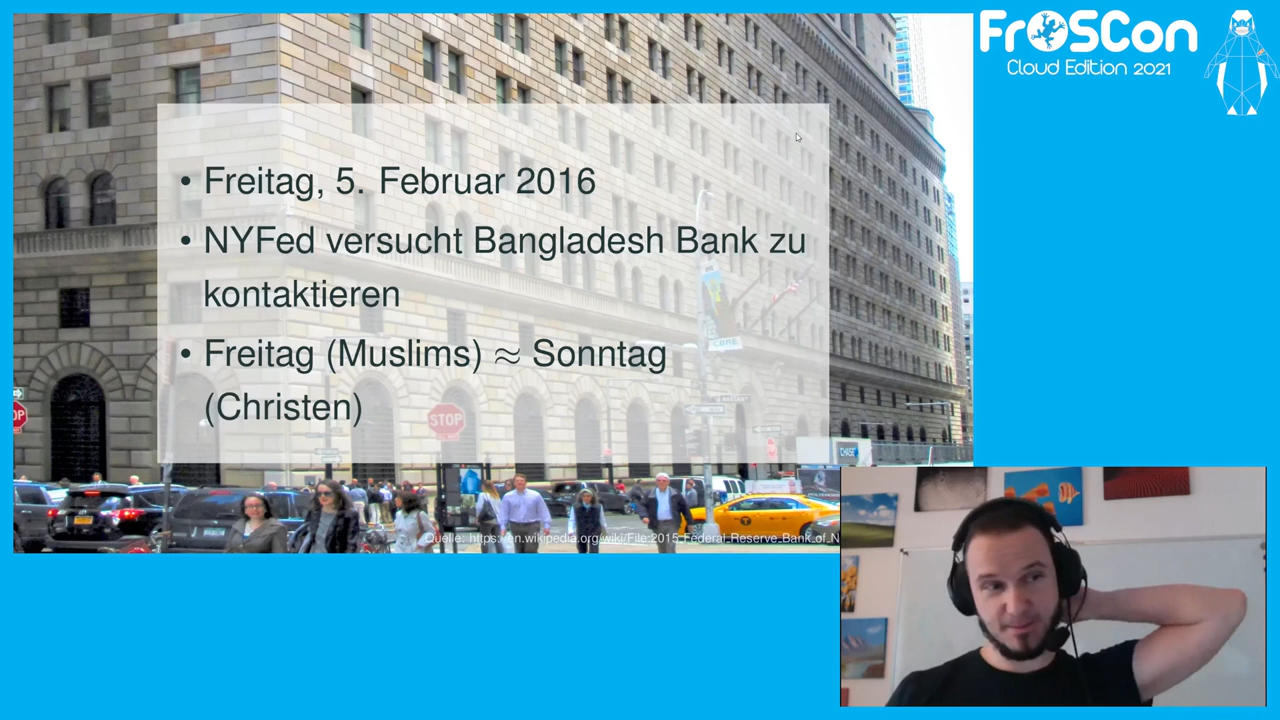 FrOSCon
Cloud Edition 2021
• Freitag, 5. Februar 2016
• NYFed versucht Bangladesh Bank zu
kontaktieren
• Freitag (Muslims) ≈ Sonntag
(Christen)
STOP
CBRE
CHASE
Quelle: https://en.wikipedia.org/wiki/File:2015_Federal_Reserve_Bank_of_N